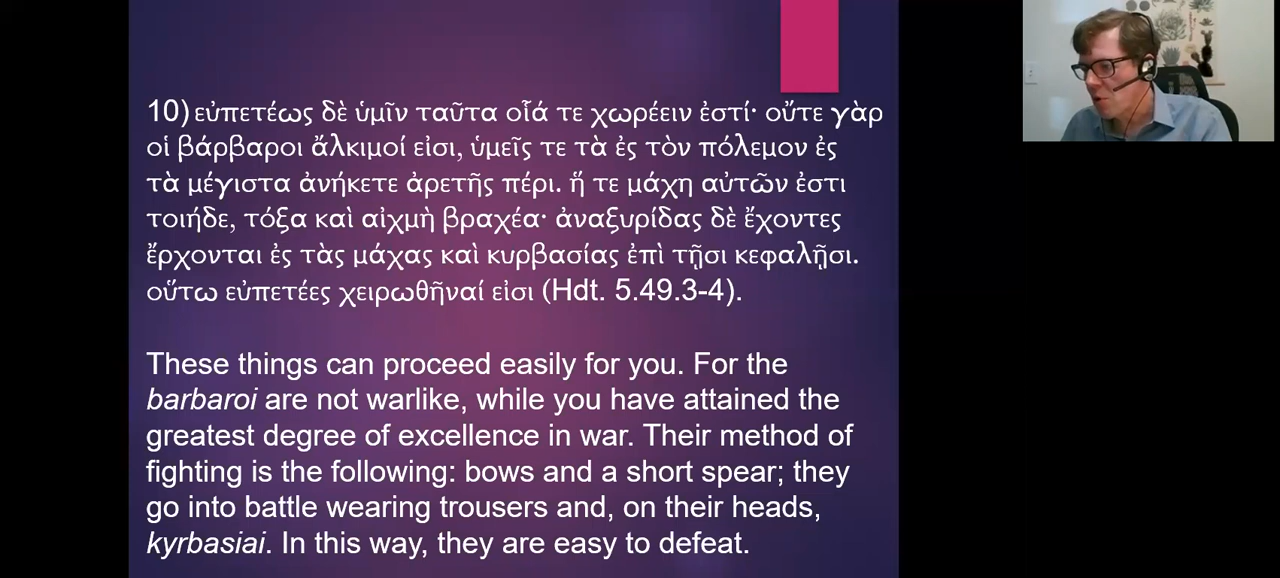 10) εὐπετέως δὲ ὑμῖν ταῦτα οἷά τε χωρέειν ἐστί· οὔτε γὰρ
οἱ βάρβαροι ἄλκιμοί εἰσι, ὑμεῖς τε τὰ ἐς τὸν πόλεμον ἐς
τὰ μέγιστα ἀνήκετε ἀρετῆς πέρι. ἥ τε μάχη αὐτῶν ἐστι
τοιήδε, τόξα καὶ αἰχμὴ βραχέα· ἀναξυρίδας δὲ ἔχοντες
ἔρχονται ἐς τὰς μάχας καὶ κυρβασίας ἐπὶ τῇσι κεφαλῇσι.
οὕτω εὐπετέες χειρωθῆναί εἰσι (Hdt. 5.49.3-4).
These things can proceed easily for you. For the
barbaroi are not warlike, while you have attained the
greatest degree of excellence in war. Their method of
fighting is the following: bows and a short spear; they
go into battle wearing trousers and, on their heads,
kyrbasiai. In this way, they are easy to defeat.